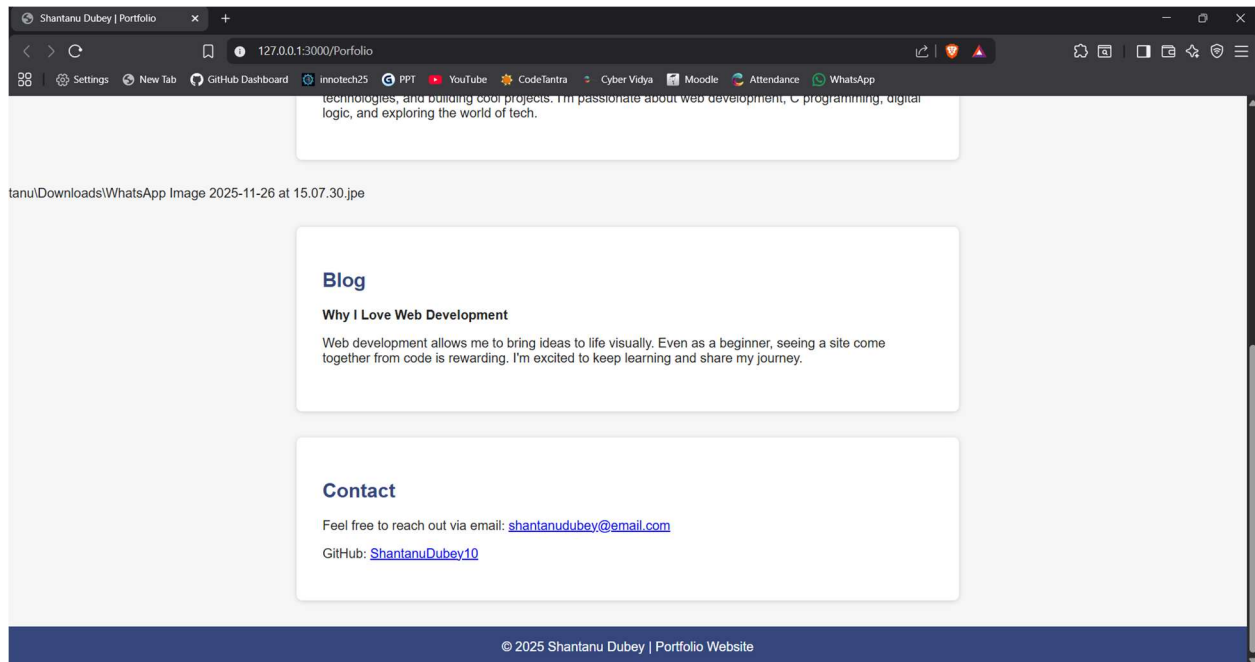 Shantanu Dubey | Portfolio
127.0.0.1:3000/Porfolio
Settings New Tab GitHub Dashboard innotech25 PPT YouTube CodeTantra Cyber Vidya Moodle Attendance WhatsApp
technologies, and building cool projects. I'm passionate about web development, C programming, digital
logic, and exploring the world of tech.
tanu\Downloads\WhatsApp Image 2025-11-26 at 15.07.30.jpe
Blog
Why I Love Web Development
Web development allows me to bring ideas to life visually. Even as a beginner, seeing a site come
together from code is rewarding. I'm excited to keep learning and share my journey.
Contact
Feel free to reach out via email: shantanudubey@email.com
GitHub: ShantanuDubey10
© 2025 Shantanu Dubey | Portfolio Website